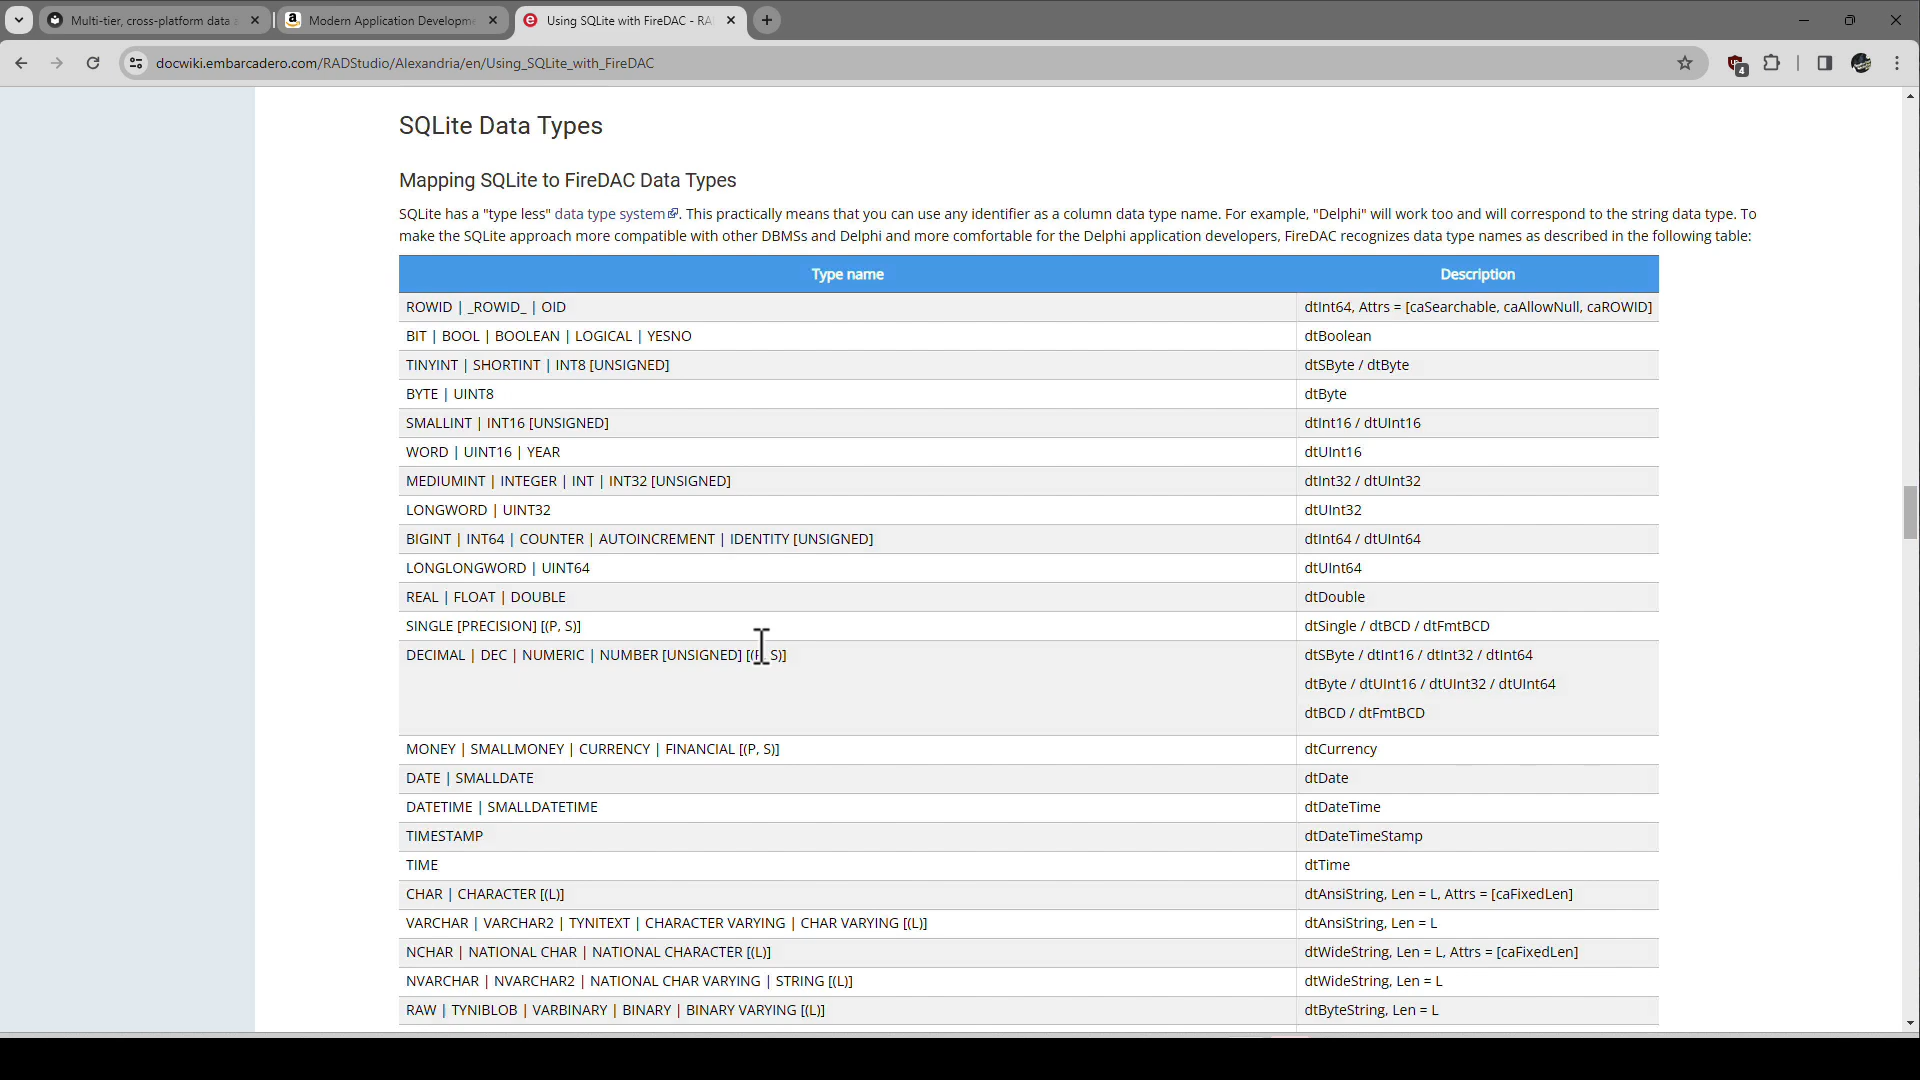 Multi-tier, cross-platform data
Modern Application Developm
Using SQLite with FireDAC - RA
docwiki.embarcadero.com/RADStudio/Alexandria/en/Using_SQLite_with_FireDAC
4
SQLite Data Types
Mapping SQLite to FireDAC Data Types
SQLite has a "type less" data type system. This practically means that you can use any identifier as a column data type name. For example, "Delphi" will work too and will correspond to the string data type. To
make the SQLite approach more compatible with other DBMSs and Delphi and more comfortable for the Delphi application developers, FireDAC recognizes data type names as described in the following table:
Type name Description
ROWID | _ROWID_ | OID dtInt64, Attrs = [caSearchable, caAllowNull, caROWID]
BIT | BOOL | BOOLEAN | LOGICAL | YESNO dtBoolean
TINYINT | SHORTINT | INT8 [UNSIGNED] dtSByte / dtByte
BYTE | UINT8 dtByte
SMALLINT | INT16 [UNSIGNED] dtInt16 / dtUInt16
WORD | UINT16 | YEAR dtUInt16
MEDIUMINT | INTEGER | INT | INT32 [UNSIGNED] dtInt32 / dtUInt32
LONGWORD | UINT32 dtUInt32
BIGINT | INT64 | COUNTER | AUTOINCREMENT | IDENTITY [UNSIGNED] dtInt64 / dtUInt64
LONGLONGWORD | UINT64 dtUInt64
REAL | FLOAT | DOUBLE dtDouble
SINGLE [PRECISION] [(P, S)] dtSingle / dtBCD / dtFmtBCD
DECIMAL | DEC | NUMERIC | NUMBER [UNSIGNED] [(P, S)] dtSByte / dtInt16 / dtInt32 / dtInt64
dtByte / dtUInt16 / dtUInt32 / dtUInt64
dtBCD / dtFmtBCD
MONEY | SMALLMONEY | CURRENCY | FINANCIAL [(P, S)] dtCurrency
DATE | SMALLDATE dtDate
DATETIME | SMALLDATETIME dtDateTime
TIMESTAMP dtDateTimeStamp
TIME dtTime
CHAR | CHARACTER [(L)] dtAnsiString, Len = L, Attrs = [caFixedLen]
VARCHAR | VARCHAR2 | TYNITEXT | CHARACTER VARYING | CHAR VARYING [(L)] dtAnsiString, Len = L
NCHAR | NATIONAL CHAR | NATIONAL CHARACTER [(L)] dtWideString, Len = L, Attrs = [caFixedLen]
NVARCHAR | NVARCHAR2 | NATIONAL CHAR VARYING | STRING [(L)] dtWideString, Len = L
RAW | TYNIBLOB | VARBINARY | BINARY | BINARY VARYING [(L)] dtByteString, Len = L